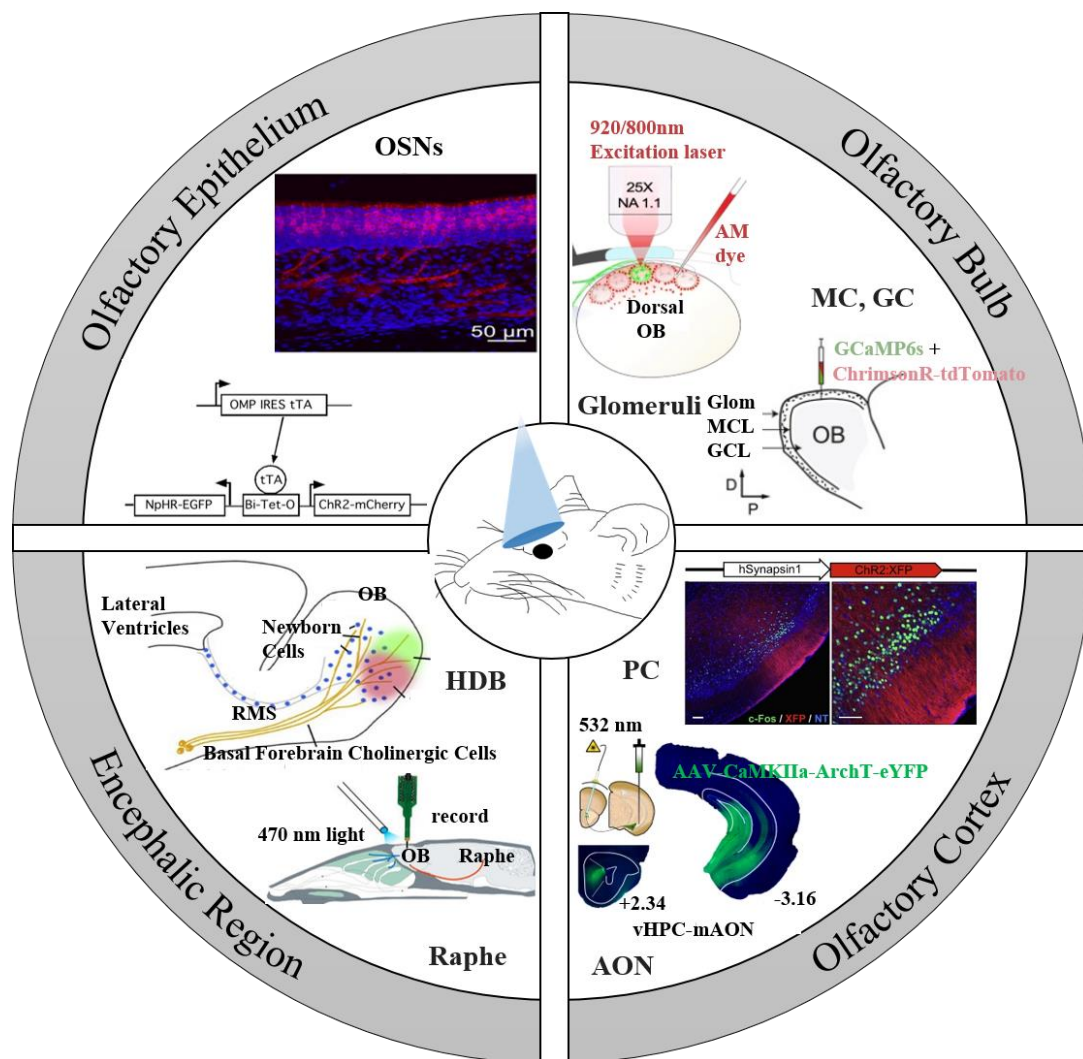 Olfactory Epithelium
OSNs
50 µm
OMP IRES tTA
tTA
NpHR-EGFP
Bi-Tet-O
ChR2-mCherry
Olfactory Bulb
920/800nm
Excitation laser
25X
NA 1.1
AM
dye
Dorsal
OB
Glomeruli
MC, GC
GCaMP6s +
ChrimsonR-tdTomato
Glom
MCL
GCL
OB
D
P
Encephalic Region
Lateral
Ventricles
OB
Newborn
Cells
HDB
RMS
Basal Forebrain Cholinergic Cells
470 nm light
record
OB
Raphe
Raphe
Olfactory Cortex
hSynapsin1
ChR2:XFP
PC
c-Fos / XFP / NT
532 nm
AAV-CaMKIIa-ArchT-eYFP
+2.34
-3.16
vHPC-mAON
AON